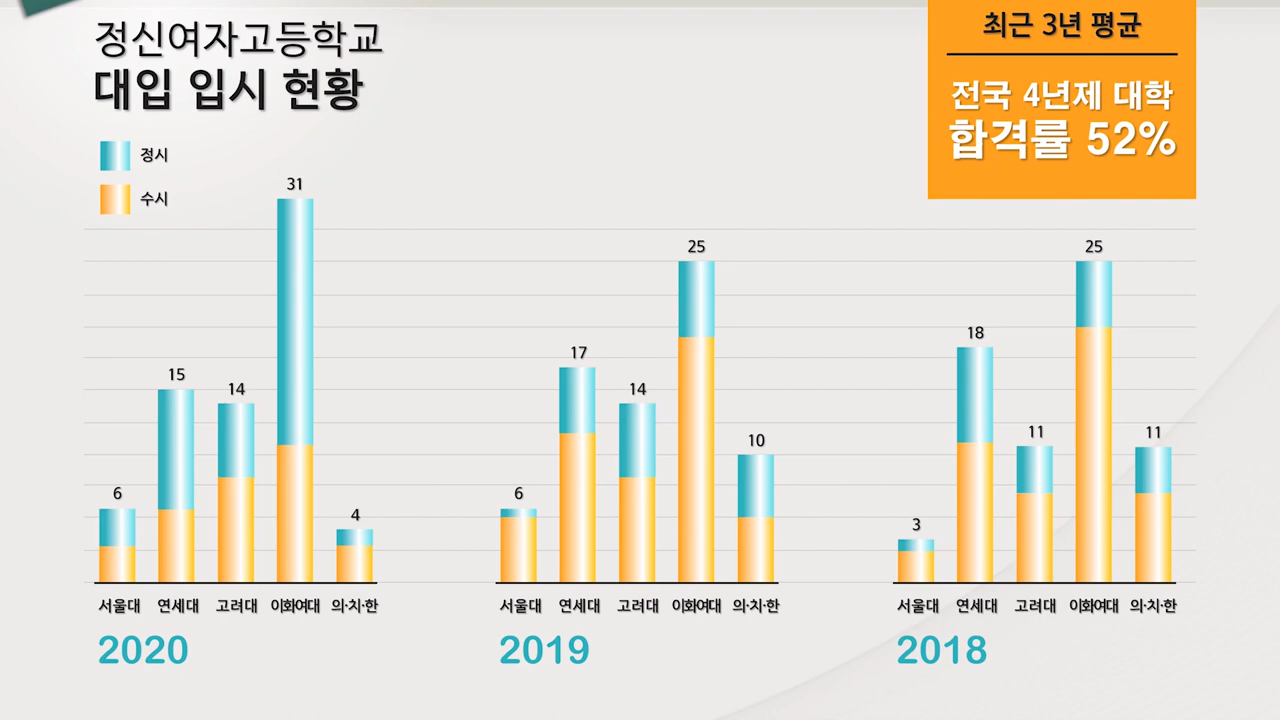 정신여자고등학교
대입 입시 현황
최근 3년 평균
전국 4년제 대학
합격률 52%
정시
수시
6
15
14
31
4
서울대 연세대 고려대 이화여대 의·치·한
2020
6
17
14
25
10
서울대 연세대 고려대 이화여대 의·치·한
2019
3
18
11
25
11
서울대 연세대 고려대 이화여대 의·치·한
2018